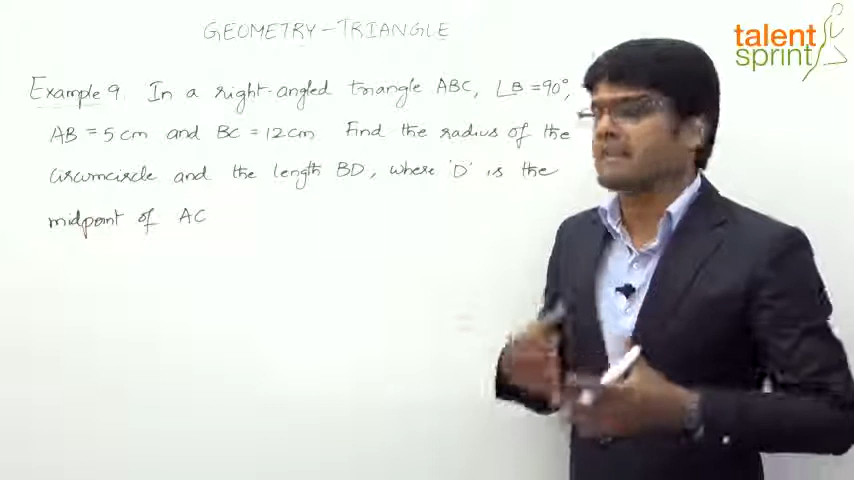 GEOMETRY-TRIANGLE
talent
sprint
Example 9. In a right-angled triangle ABC, ∠B = 90°,
AB = 5 cm and BC = 12 cm Find the radius of the
circumcircle and the length BD, where 'D' is the
midpoint of AC